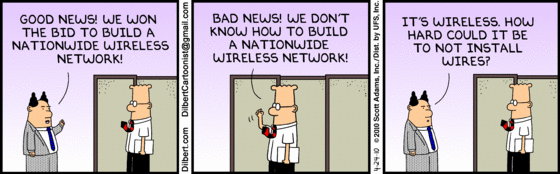 GOOD NEWS! WE WON
THE BID TO BUILD A
NATIONWIDE WIRELESS
NETWORK!
Dilbert.com DilbertCartoonist@gmail.com
BAD NEWS! WE DON'T
KNOW HOW TO BUILD
A NATIONWIDE
WIRELESS NETWORK!
4-24-10 ©2010 Scott Adams, Inc./Dist. by UFS, Inc.
IT'S WIRELESS. HOW
HARD COULD IT BE
TO NOT INSTALL
WIRES?